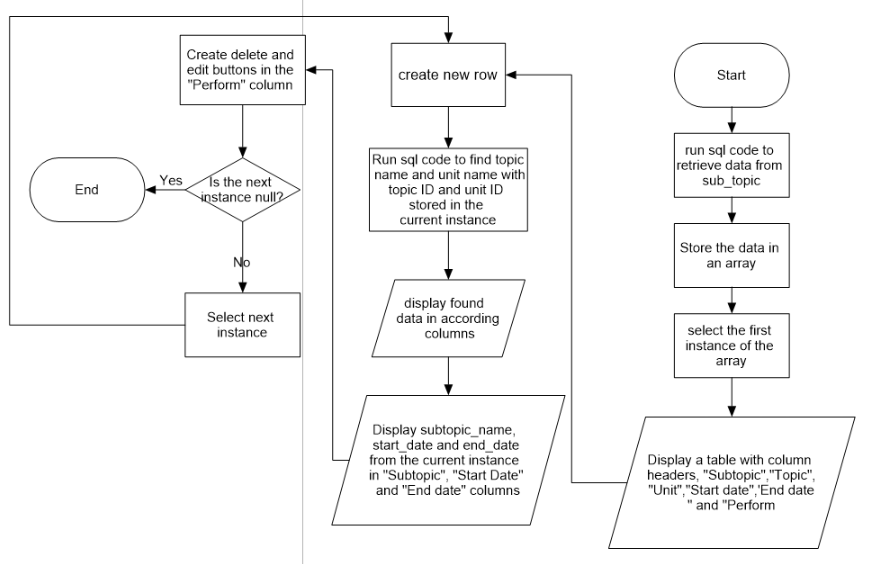 Start
run sql code to
retrieve data from
sub_topic
Store the data in
an array
select the first
instance of the
array
Display a table with column
headers, "Subtopic","Topic",
"Unit","Start date",'End date
" and "Perform
create new row
Run sql code to find topic
name and unit name with
topic ID and unit ID
stored in the
current instance
display found
data in according
columns
Display subtopic_name,
start_date and end_date
from the current instance
in "Subtopic", "Start Date"
and "End date" columns
Create delete and
edit buttons in the
"Perform" column
Is the next
instance null?
Yes
End
No
Select next
instance